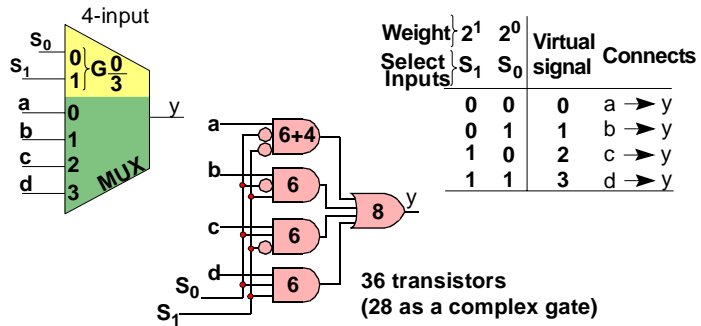 4-input
S0
S1
0
1
} G 0/3
a
b
c
d
0
1
2
3
MUX
y
Weight } 2^1 2^0 Virtual signal Connects
Select Inputs } S1 S0
0 0 0 a → y
0 1 1 b → y
1 0 2 c → y
1 1 3 d → y
a
6+4
b
6
c
6
d
6
8
y
S0
S1
36 transistors
(28 as a complex gate)